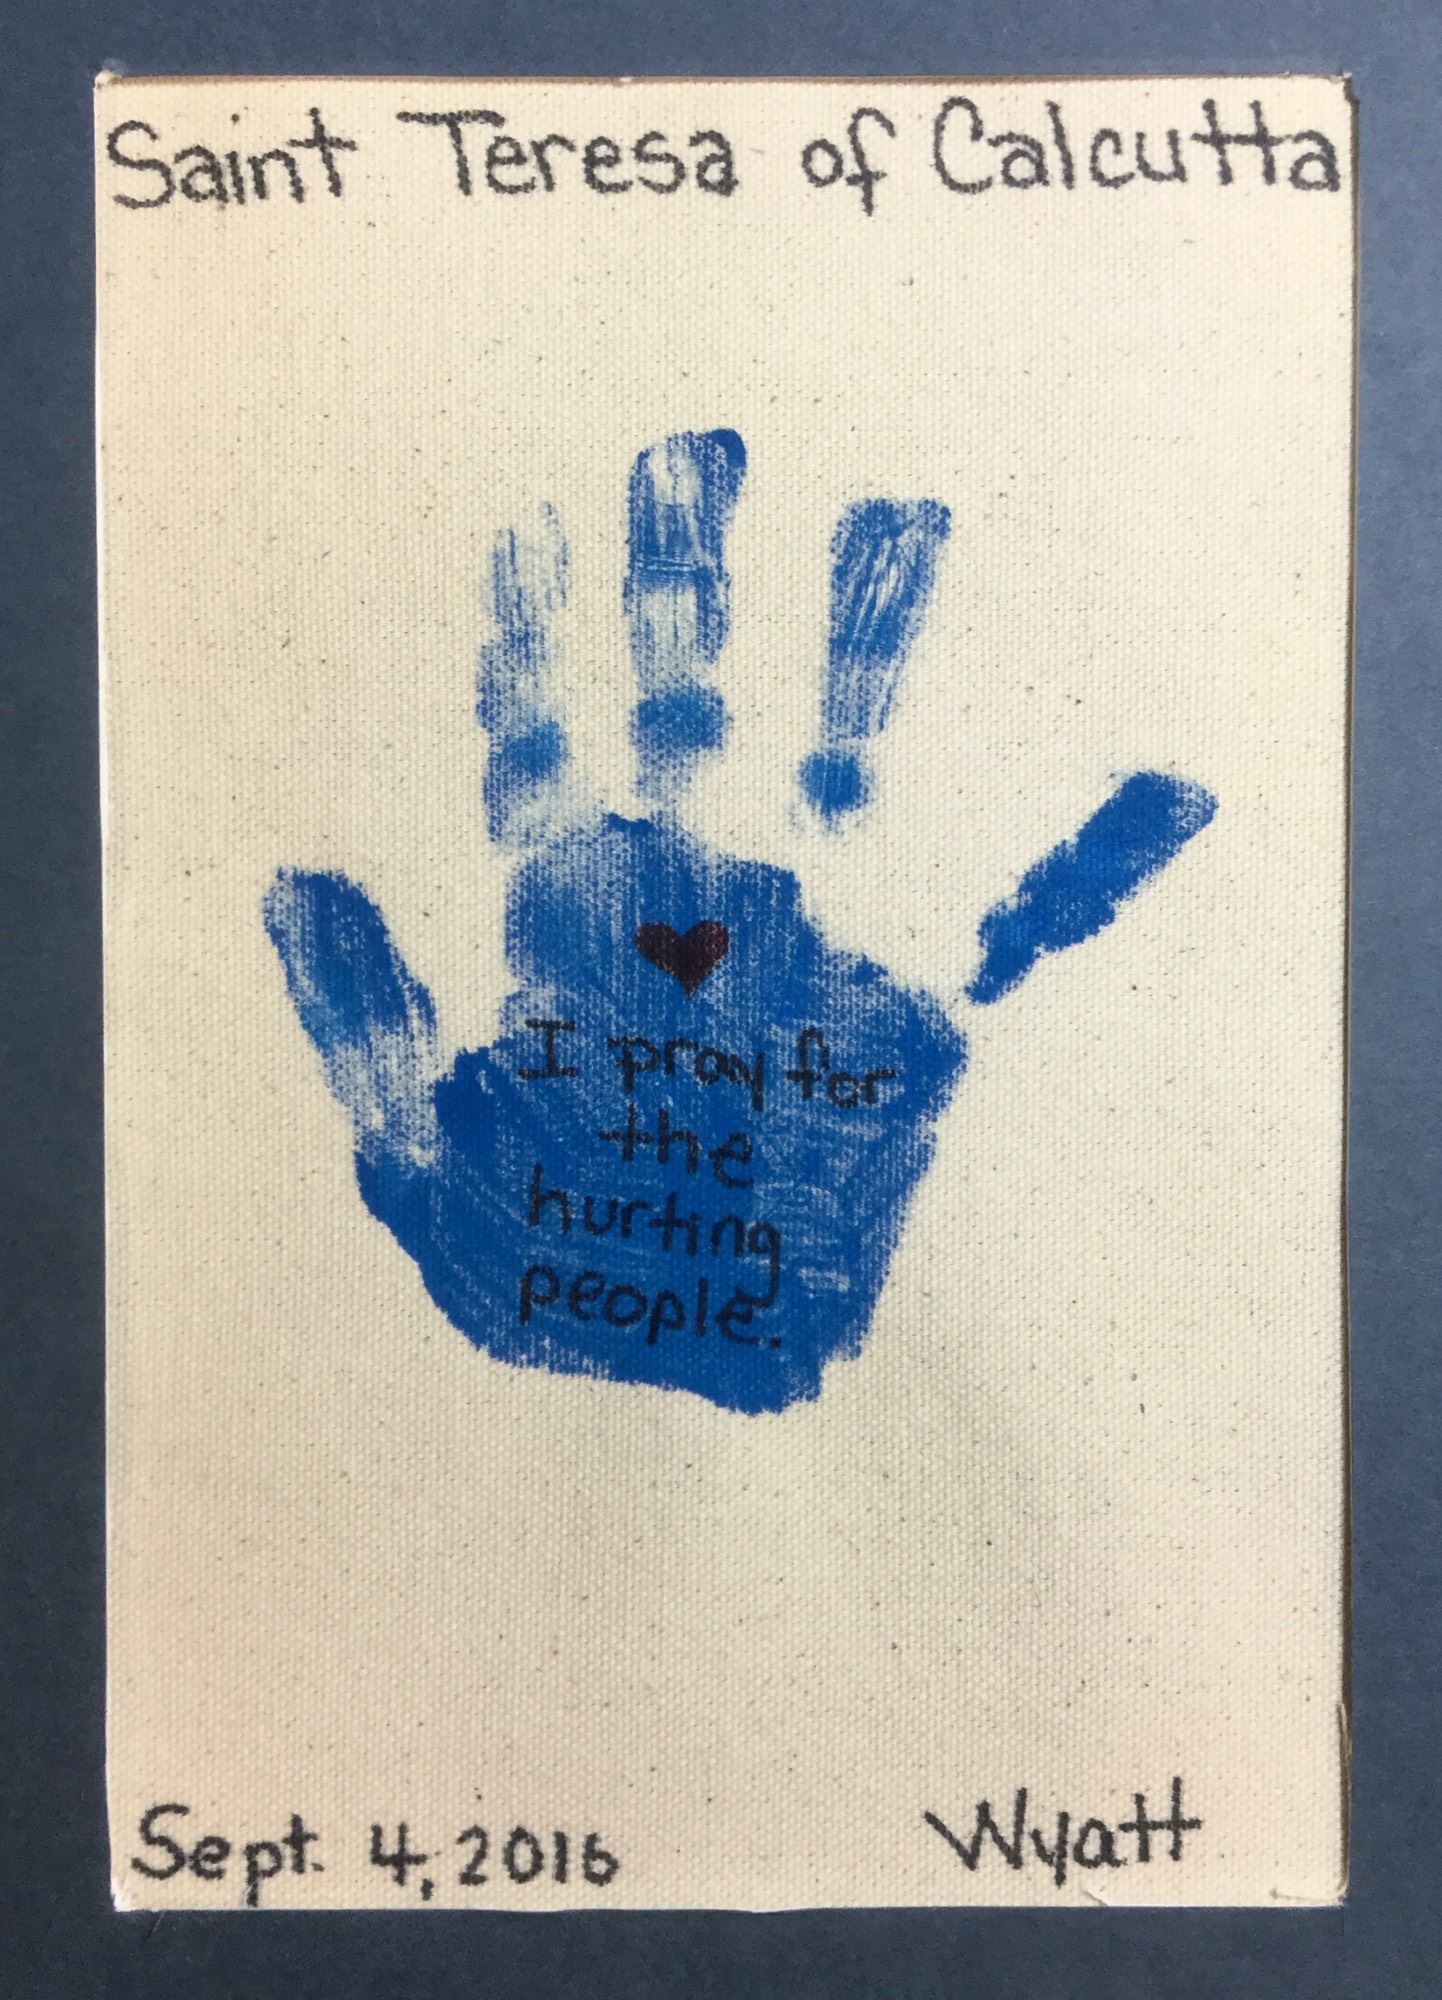 Saint Teresa of Calcutta
I pray for
the
hurting
people.
Sept. 4, 2016
Wyatt